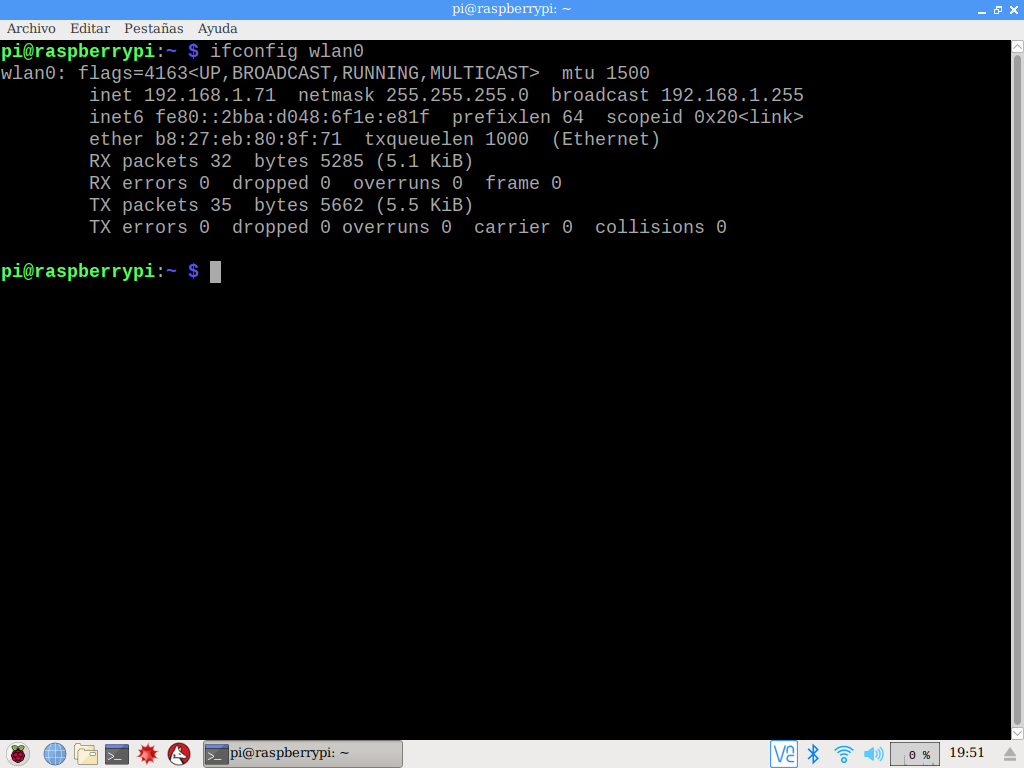 pi@raspberrypi: ~
Archivo Editar Pestañas Ayuda
pi@raspberrypi:~ $ ifconfig wlan0
wlan0: flags=4163<UP,BROADCAST,RUNNING,MULTICAST>  mtu 1500
        inet 192.168.1.71  netmask 255.255.255.0  broadcast 192.168.1.255
        inet6 fe80::2bba:d048:6f1e:e81f  prefixlen 64  scopeid 0x20<link>
        ether b8:27:eb:80:8f:71  txqueuelen 1000  (Ethernet)
        RX packets 32  bytes 5285 (5.1 KiB)
        RX errors 0  dropped 0  overruns 0  frame 0
        TX packets 35  bytes 5662 (5.5 KiB)
        TX errors 0  dropped 0 overruns 0  carrier 0  collisions 0
pi@raspberrypi:~ $
pi@raspberrypi: ~ 0 % 19:51